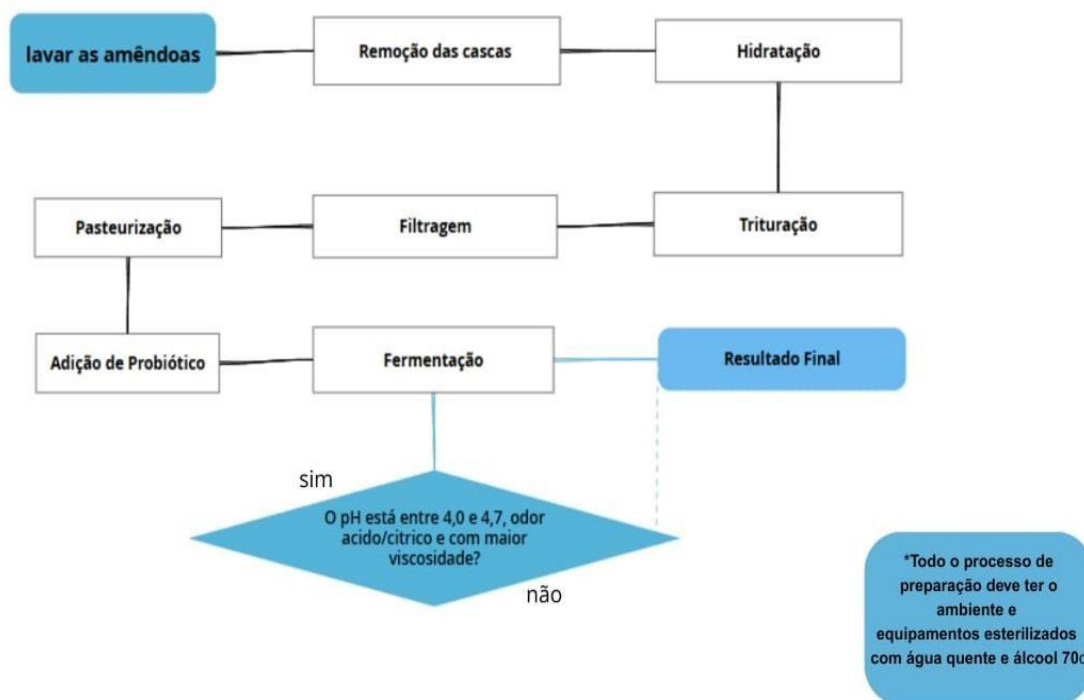 lavar as amêndoas
Remoção das cascas
Hidratação
Pasteurização
Filtragem
Trituração
Adição de Probiótico
Fermentação
Resultado Final
sim
O pH está entre 4,0 e 4,7, odor
acido/citrico e com maior
viscosidade?
não
*Todo o processo de
preparação deve ter o
ambiente e
equipamentos esterilizados
com água quente e álcool 70